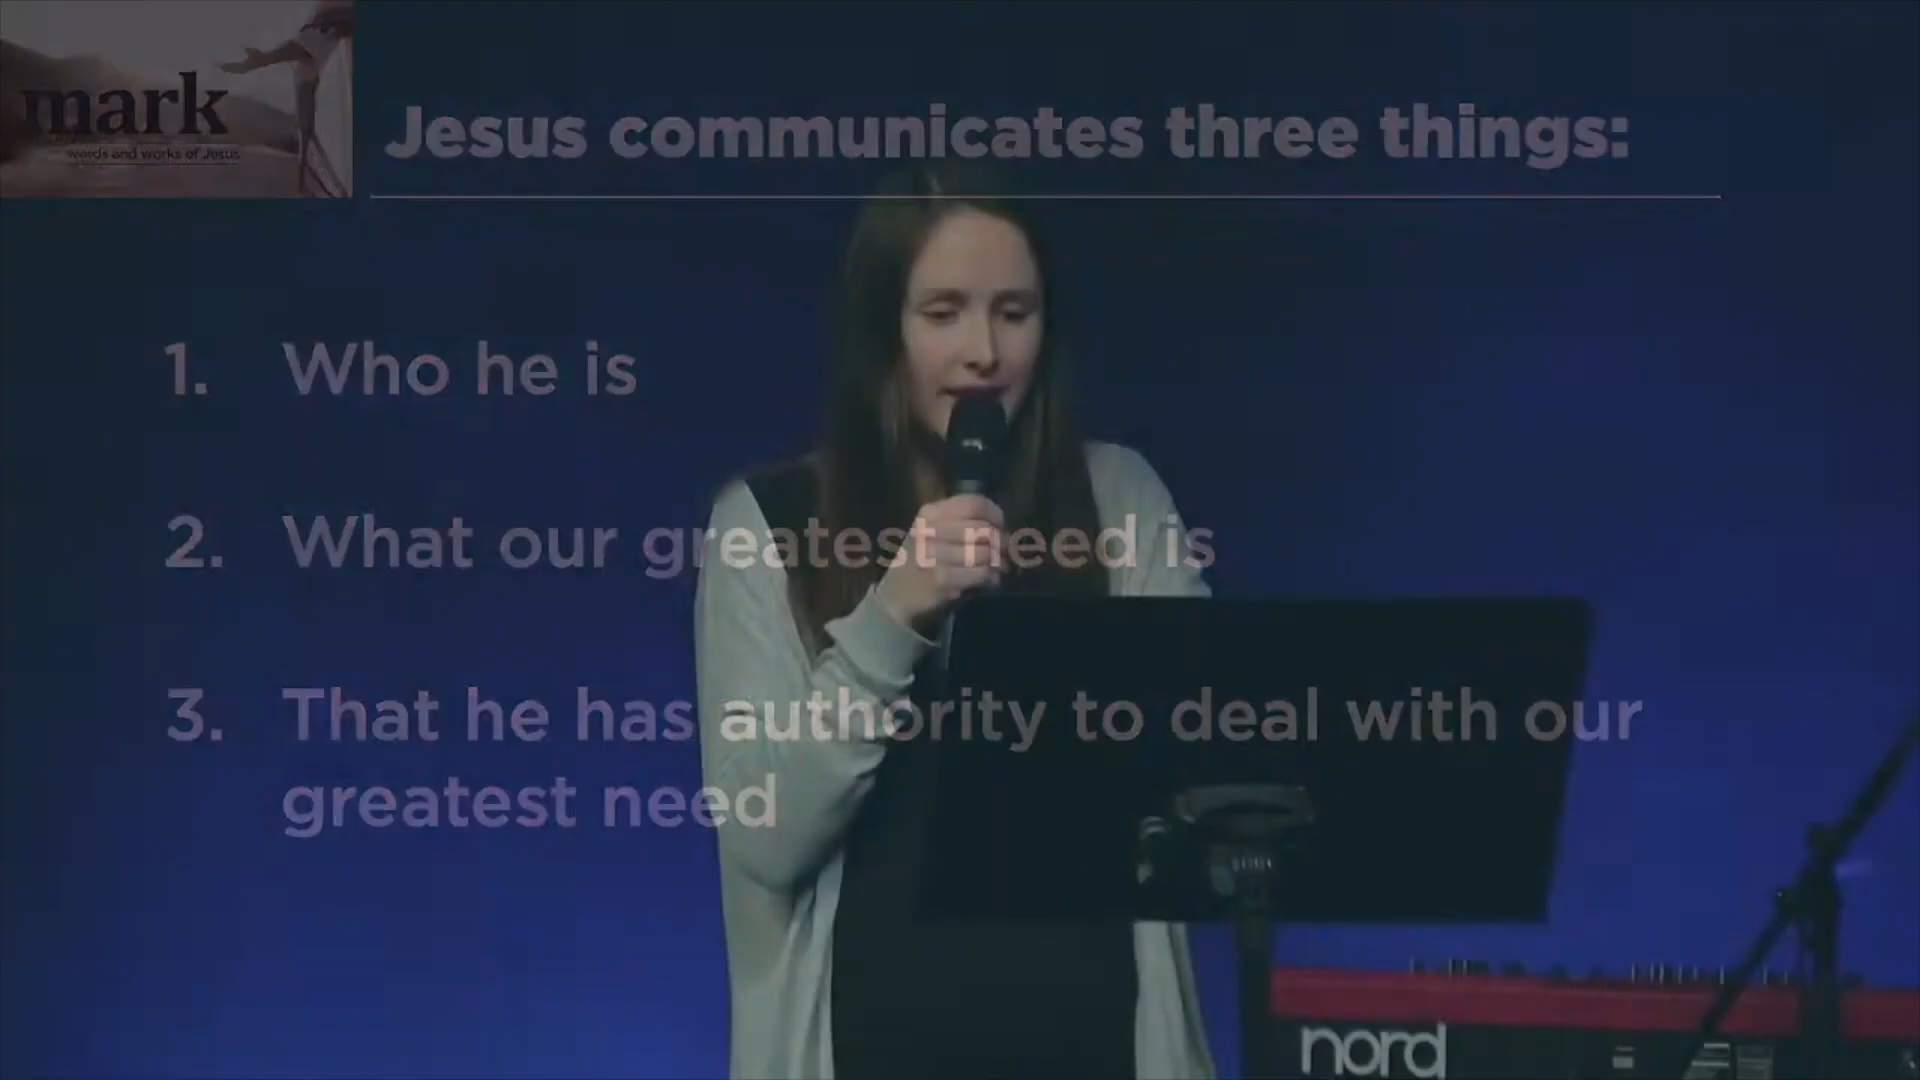 mark
words and works of Jesus
Jesus communicates three things:
1. Who he is
2. What our greatest need is
3. That he has authority to deal with our
greatest need
nord